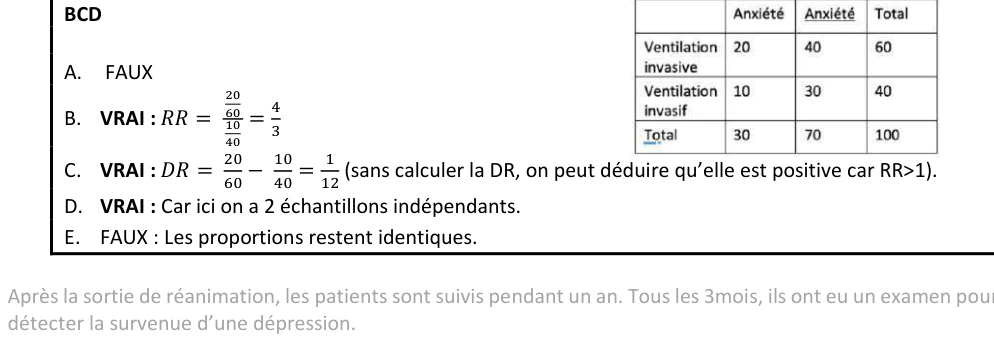 BCD
Anxiété Anxiété Total
Ventilation invasive 20 40 60
Ventilation invasif 10 30 40
Total 30 70 100
A. FAUX
B. VRAI : RR = (20/60)/(10/40) = 4/3
C. VRAI : DR = 20/60 − 10/40 = 1/12 (sans calculer la DR, on peut déduire qu’elle est positive car RR>1).
D. VRAI : Car ici on a 2 échantillons indépendants.
E. FAUX : Les proportions restent identiques.
Après la sortie de réanimation, les patients sont suivis pendant un an. Tous les 3mois, ils ont eu un examen pour
détecter la survenue d’une dépression.